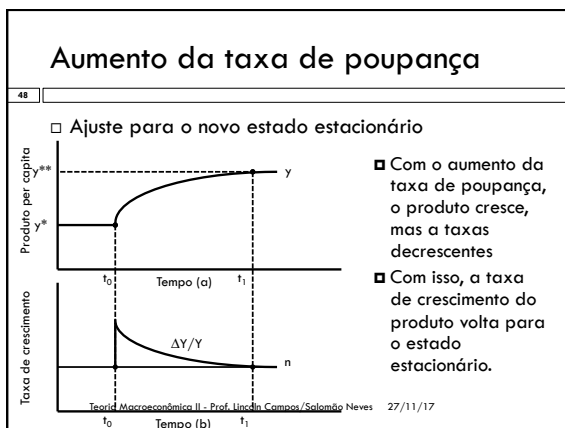 Aumento da taxa de poupança
48
□ Ajuste para o novo estado estacionário
Produto per capita
y**
y
y*
t₀
Tempo (a)
t₁
Taxa de crescimento
ΔY/Y
n
t₀
Tempo (b)
t₁
Com o aumento da
taxa de poupança,
o produto cresce,
mas a taxas
decrescentes
Com isso, a taxa
de crescimento do
produto volta para
o estado
estacionário.
Teoria Macroeconômica II - Prof. Lincoln Campos/Salomão Neves
27/11/17